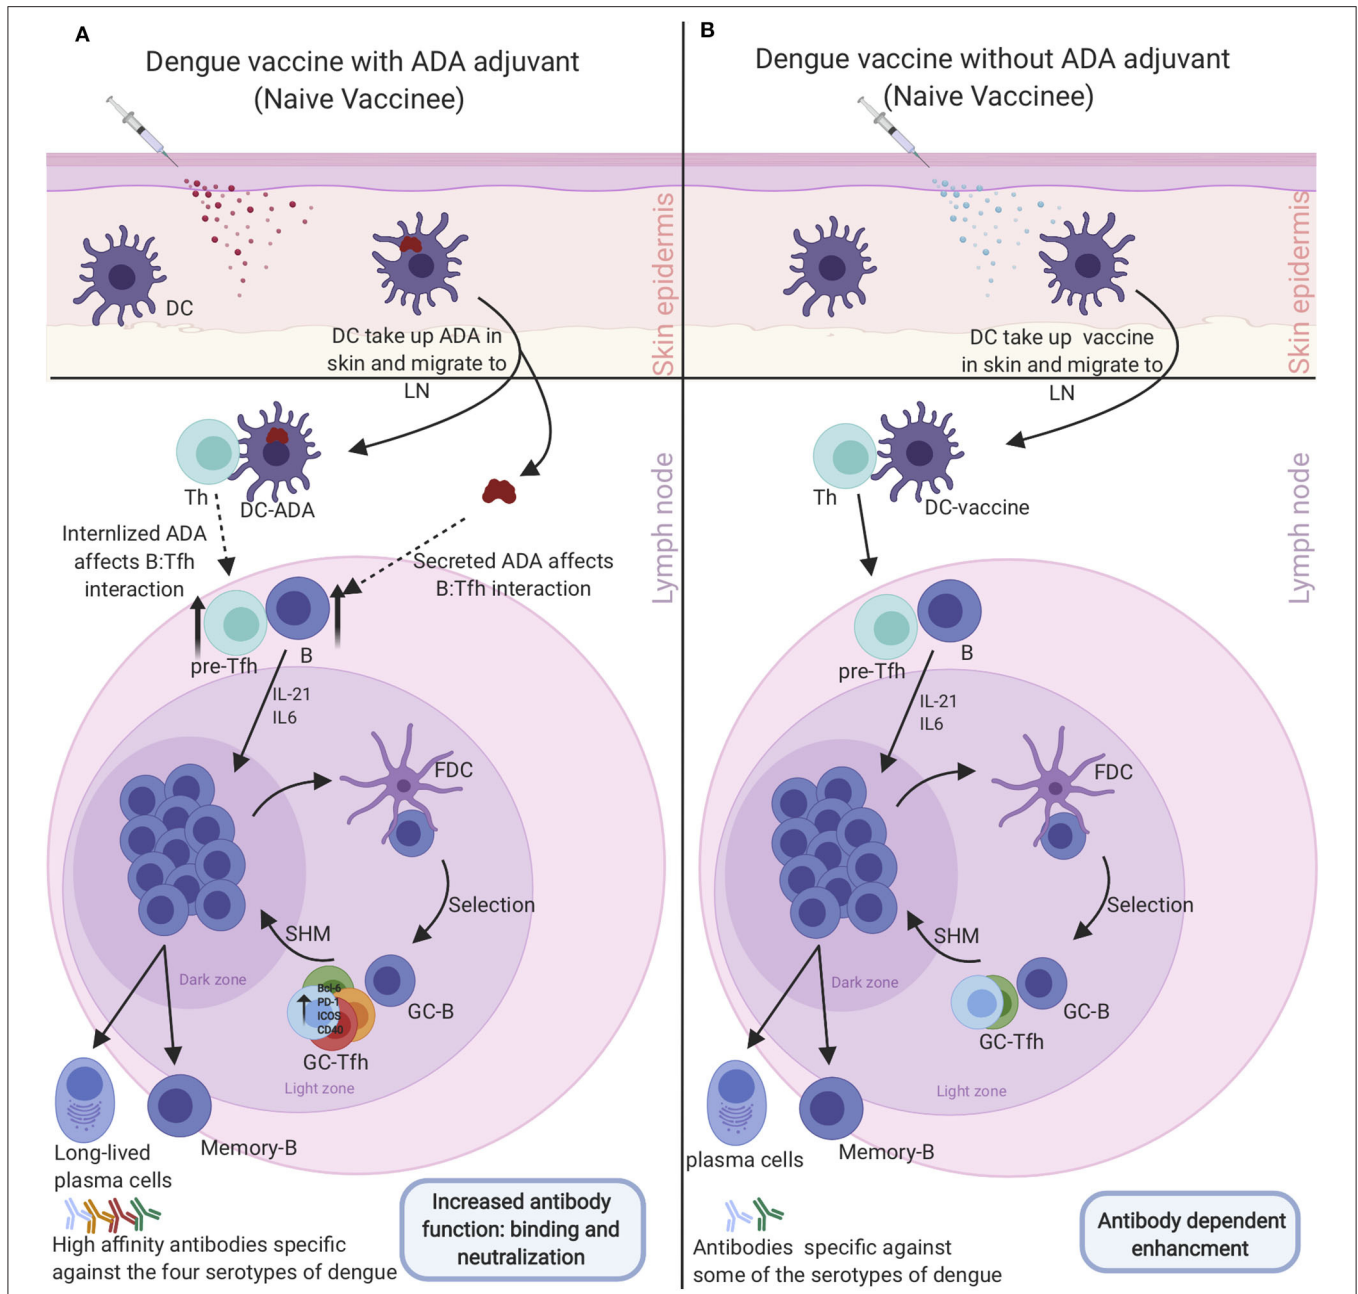 A
Dengue vaccine with ADA adjuvant
(Naive Vaccinee)
DC
DC take up ADA in
skin and migrate to
LN
Skin epidermis
Th
DC-ADA
Internlized ADA
affects B:Tfh
interaction
Secreted ADA affects
B:Tfh interaction
Lymph node
pre-Tfh
B
IL-21
IL6
FDC
Selection
SHM
Dark zone
Bcl-6
PD-1
ICOS
CD40
GC-B
GC-Tfh
Light zone
Long-lived
plasma cells
Memory-B
High affinity antibodies specific
against the four serotypes of dengue
Increased antibody
function: binding and
neutralization
B
Dengue vaccine without ADA adjuvant
(Naive Vaccinee)
DC take up vaccine
in skin and migrate to
LN
Skin epidermis
Th
DC-vaccine
Lymph node
pre-Tfh
B
IL-21
IL6
FDC
Selection
SHM
Dark zone
GC-B
GC-Tfh
Light zone
plasma cells
Memory-B
Antibodies specific against
some of the serotypes of dengue
Antibody dependent
enhancment